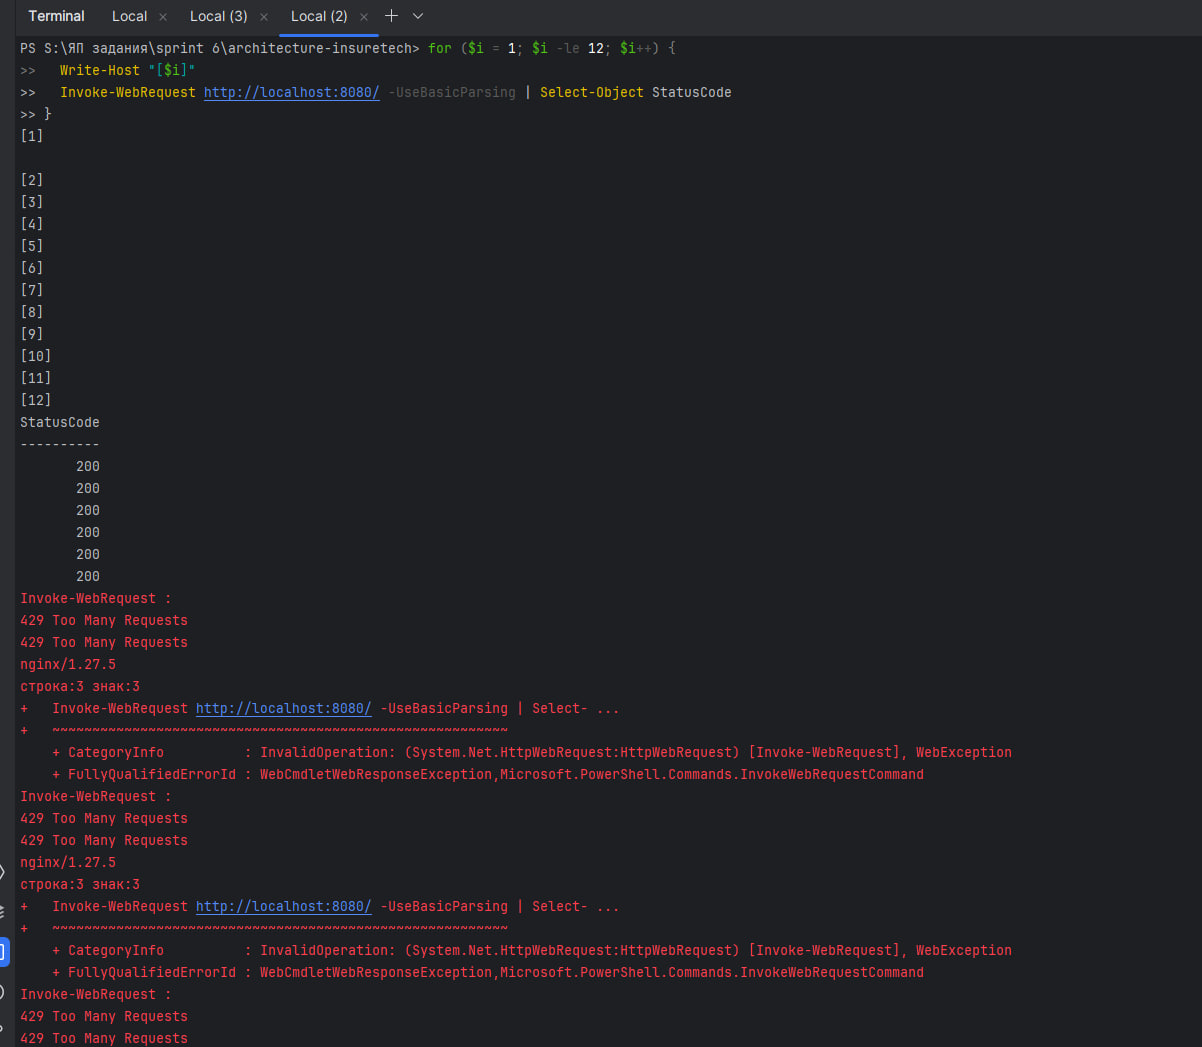 Terminal Local × Local (3) × Local (2) × +
PS S:\ЯП задания\sprint 6\architecture-insuretech> for ($i = 1; $i -le 12; $i++) {
>>   Write-Host "[$i]"
>>   Invoke-WebRequest http://localhost:8080/ -UseBasicParsing | Select-Object StatusCode
>> }
[1]
[2]
[3]
[4]
[5]
[6]
[7]
[8]
[9]
[10]
[11]
[12]
StatusCode
----------
       200
       200
       200
       200
       200
       200
Invoke-WebRequest :
429 Too Many Requests
429 Too Many Requests
nginx/1.27.5
строка:3 знак:3
+   Invoke-WebRequest http://localhost:8080/ -UseBasicParsing | Select- ...
+   ~~~~~~~~~~~~~~~~~~~~~~~~~~~~~~~~~~~~~~~~~~~~~~~~~~~~~~~~~
    + CategoryInfo          : InvalidOperation: (System.Net.HttpWebRequest:HttpWebRequest) [Invoke-WebRequest], WebException
    + FullyQualifiedErrorId : WebCmdletWebResponseException,Microsoft.PowerShell.Commands.InvokeWebRequestCommand
Invoke-WebRequest :
429 Too Many Requests
429 Too Many Requests
nginx/1.27.5
строка:3 знак:3
+   Invoke-WebRequest http://localhost:8080/ -UseBasicParsing | Select- ...
+   ~~~~~~~~~~~~~~~~~~~~~~~~~~~~~~~~~~~~~~~~~~~~~~~~~~~~~~~~~
    + CategoryInfo          : InvalidOperation: (System.Net.HttpWebRequest:HttpWebRequest) [Invoke-WebRequest], WebException
    + FullyQualifiedErrorId : WebCmdletWebResponseException,Microsoft.PowerShell.Commands.InvokeWebRequestCommand
Invoke-WebRequest :
429 Too Many Requests
429 Too Many Requests